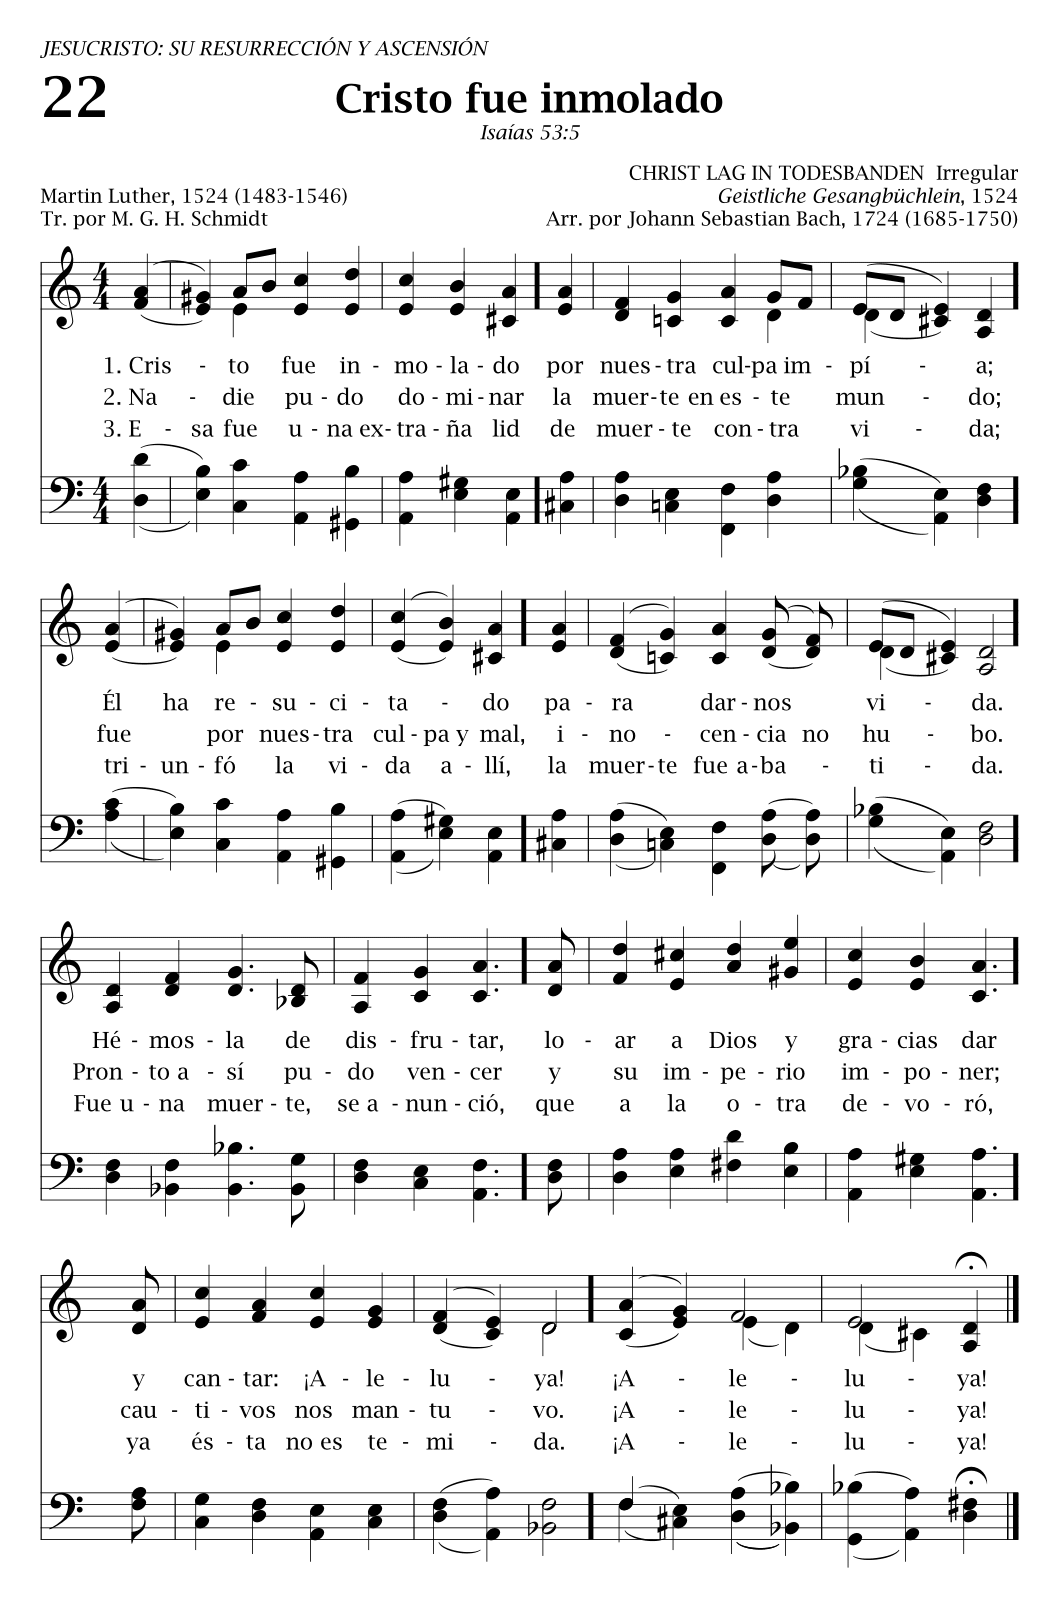 JESUCRISTO: SU RESURRECCIÓN Y ASCENSIÓN
22
Cristo fue inmolado
Isaías 53:5
CHRIST LAG IN TODESBANDEN Irregular
Martin Luther, 1524 (1483-1546)
Geistliche Gesangbüchlein, 1524
Tr. por M. G. H. Schmidt
Arr. por Johann Sebastian Bach, 1724 (1685-1750)
4
4
1. Cris - to fue in - mo - la - do por nues - tra cul-pa im - pí - a;
2. Na - die pu - do do - mi - nar la muer - te en es - te mun - do;
3. E - sa fue u - na ex - tra - ña lid de muer - te con - tra vi - da;
4
4
Él ha re - su - ci - ta - do pa - ra dar - nos vi - da.
fue por nues - tra cul - pa y mal, i - no - cen - cia no hu - bo.
tri - un - fó la vi - da a - llí, la muer - te fue a - ba - ti - da.
Hé - mos - la de dis - fru - tar, lo - ar a Dios y gra - cias dar
Pron - to a - sí pu - do ven - cer y su im - pe - rio im - po - ner;
Fue u - na muer - te, se a - nun - ció, que a la o - tra de - vo - ró,
y can - tar: ¡A - le - lu - ya! ¡A - le - lu - ya!
cau - ti - vos nos man - tu - vo. ¡A - le - lu - ya!
ya és - ta no es te - mi - da. ¡A - le - lu - ya!